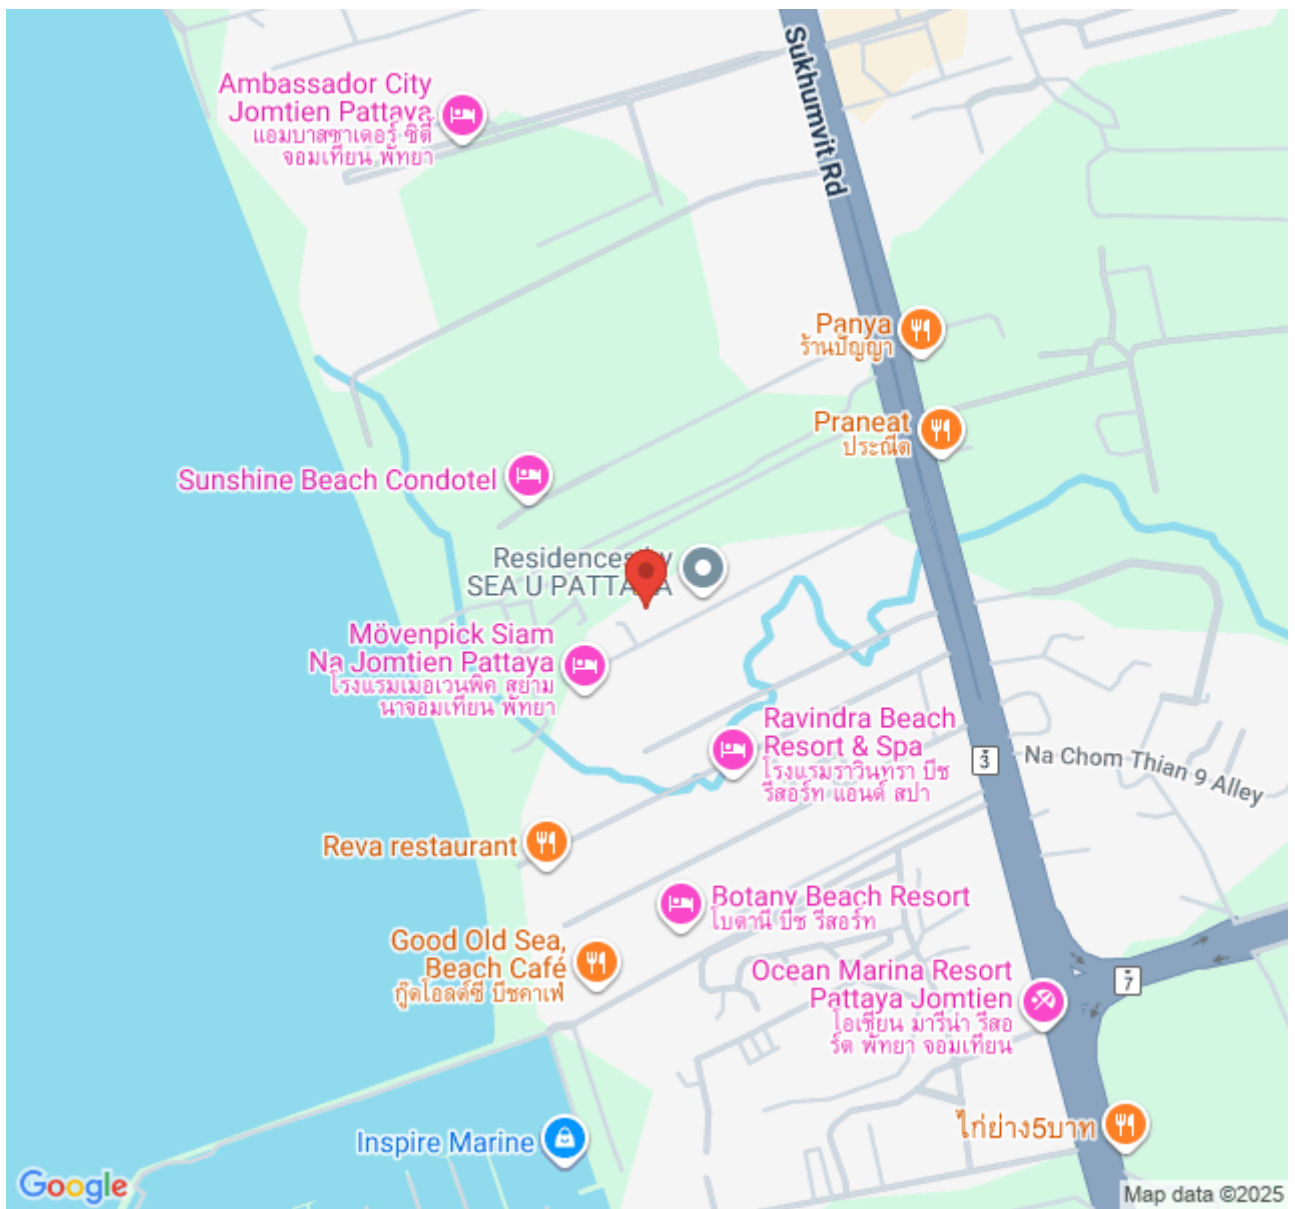 Sukhumvit Rd
Ambassador City
Jomtien Pattaya
แอมบาสซาเดอร์ ซิตี้
จอมเทียน พัทยา
Panya
ร้านปัญญา
Praneat
ประณีต
Sunshine Beach Condotel
Residences by
SEA U PATTAYA
Mövenpick Siam
Na Jomtien Pattaya
โรงแรมเมอเวนพิค สยาม
นาจอมเทียน พัทยา
Ravindra Beach
Resort & Spa
โรงแรมราวินทรา บีช
รีสอร์ท แอนด์ สปา
3
Na Chom Thian 9 Alley
Reva restaurant
Botany Beach Resort
โบตานี บีช รีสอร์ท
Good Old Sea,
Beach Café
กู๊ดโอลด์ซี บีชคาเฟ่
Ocean Marina Resort
Pattaya Jomtien
โอเชียน มารีน่า รีสอ
ร์ต พัทยา จอมเทียน
7
ไก่ย่าง5บาท
Inspire Marine
Google
Map data ©2025